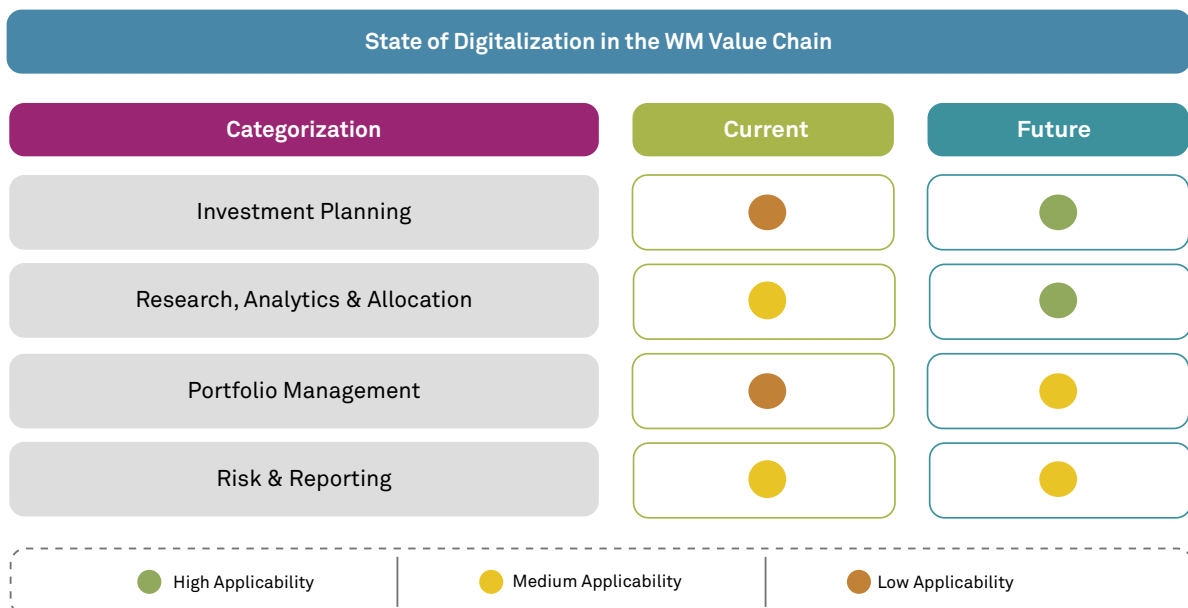 State of Digitalization in the WM Value Chain
Categorization
Current
Future
Investment Planning
Research, Analytics & Allocation
Portfolio Management
Risk & Reporting
High Applicability
Medium Applicability
Low Applicability